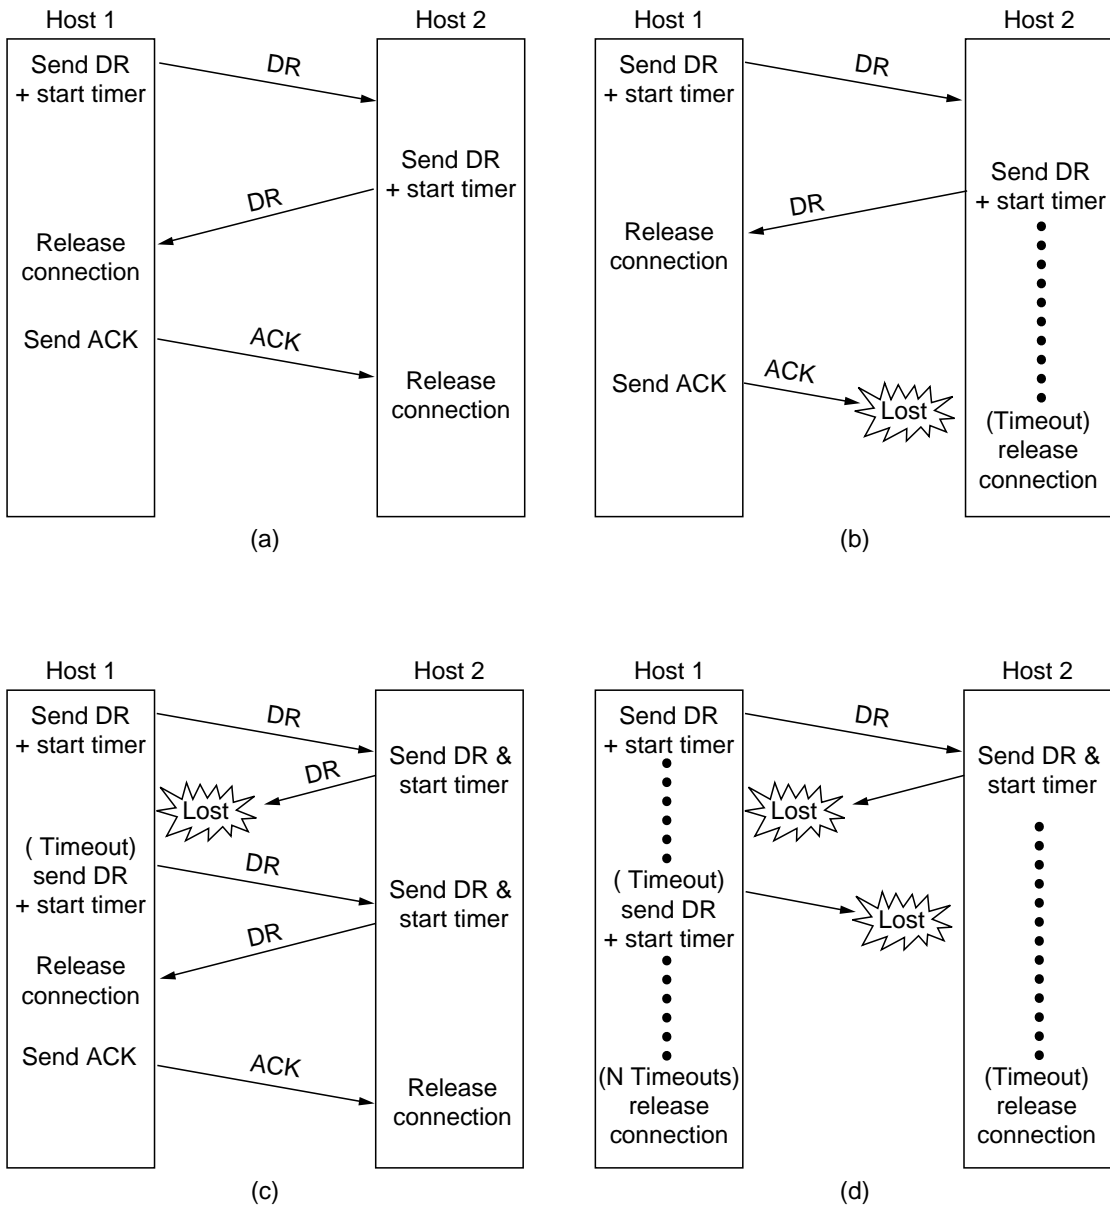 Host 1
Host 2
Send DR
+ start timer
DR
Send DR
+ start timer
DR
Release
connection
Send ACK
ACK
Release
connection
(a)
Host 1
Host 2
Send DR
+ start timer
DR
Send DR
+ start timer
DR
Release
connection
Send ACK
ACK
Lost
(Timeout)
release
connection
(b)
Host 1
Host 2
Send DR
+ start timer
DR
Send DR &
start timer
DR
Lost
( Timeout)
send DR
+ start timer
DR
Send DR &
start timer
DR
Release
connection
Send ACK
ACK
Release
connection
(c)
Host 1
Host 2
Send DR
+ start timer
DR
Send DR &
start timer
Lost
( Timeout)
send DR
+ start timer
Lost
(N Timeouts)
release
connection
(Timeout)
release
connection
(d)